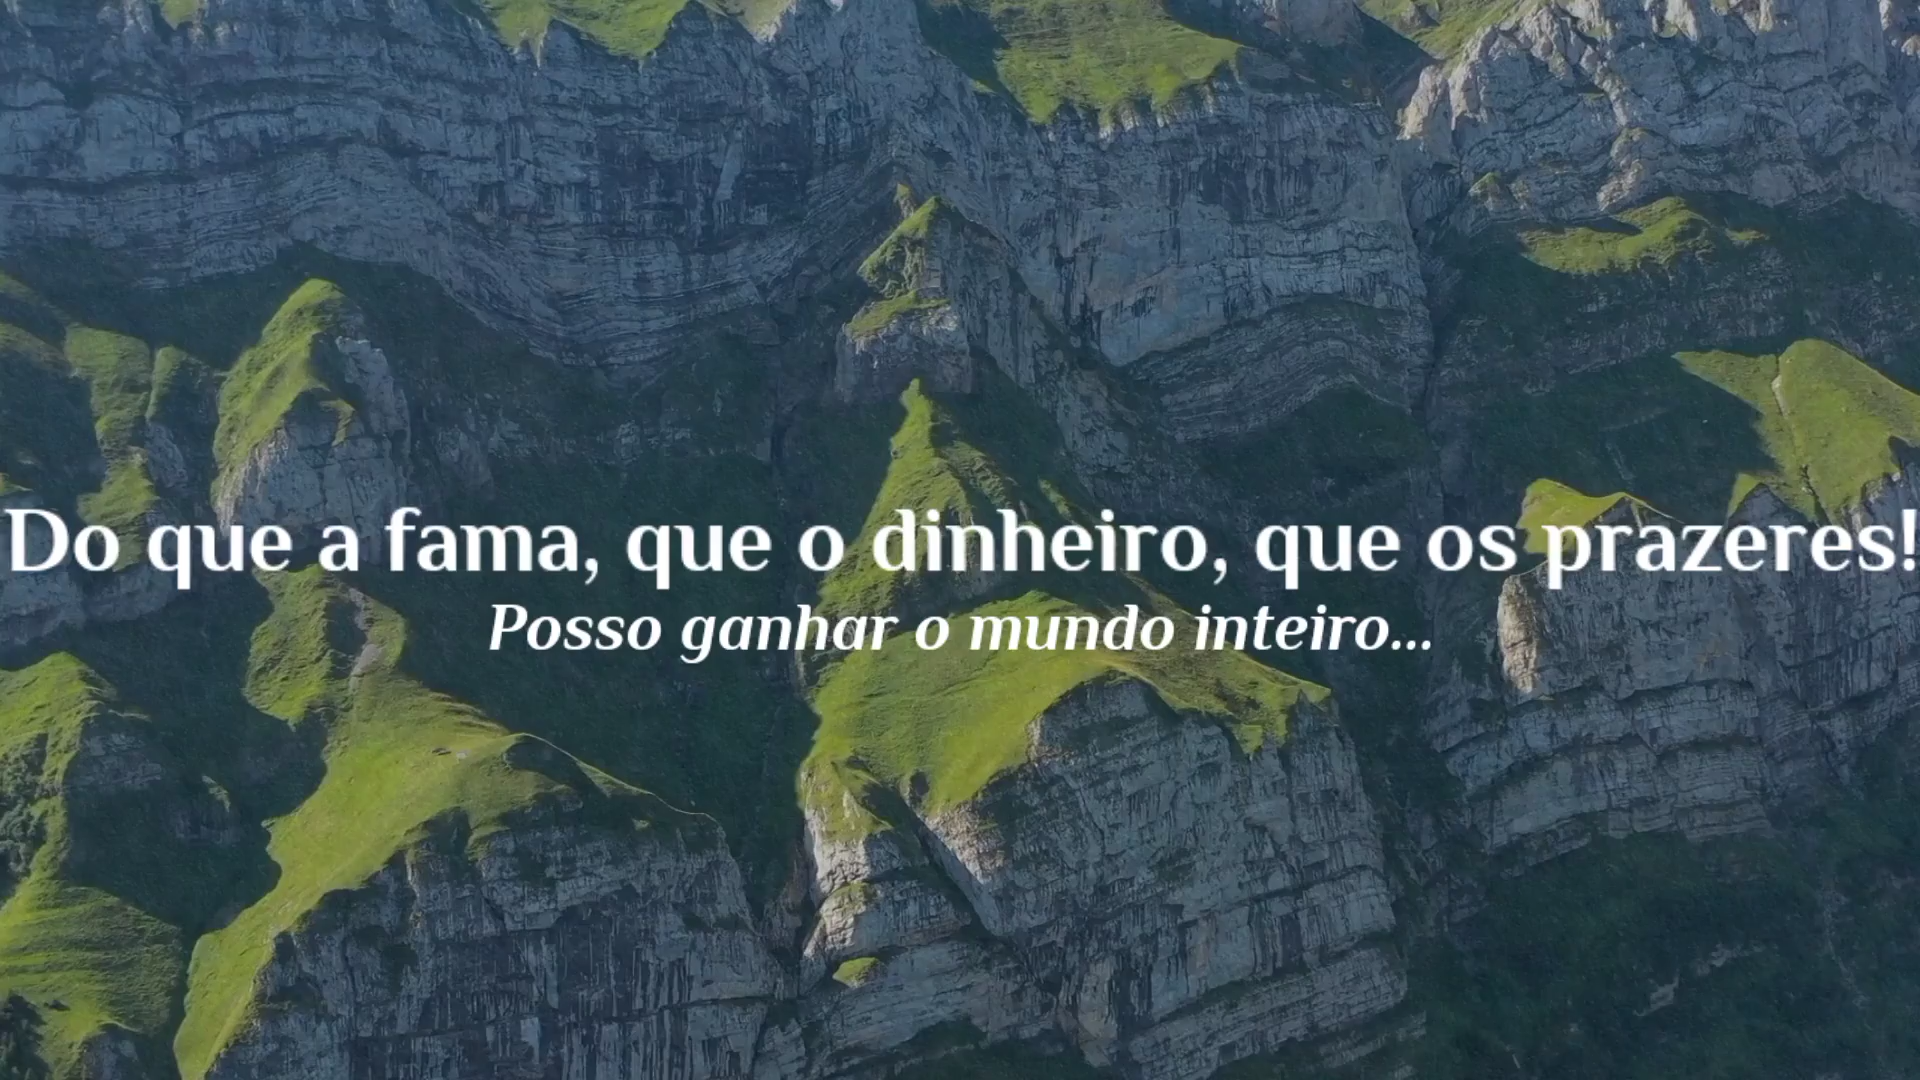 Do que a fama, que o dinheiro, que os prazeres!
Posso ganhar o mundo inteiro...